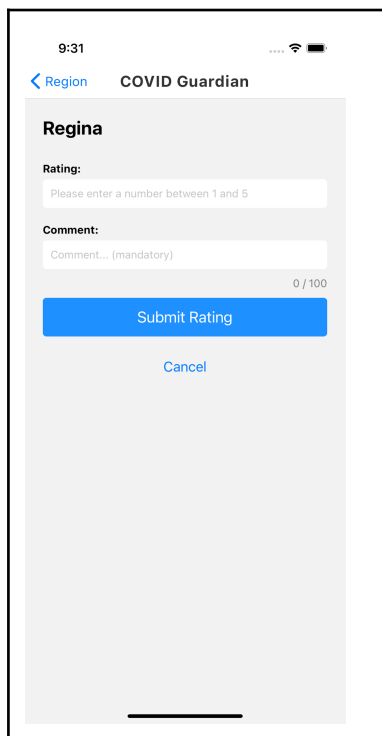 9:31
Region
COVID Guardian
Regina
Rating:
Please enter a number between 1 and 5
Comment:
Comment... (mandatory)
0 / 100
Submit Rating
Cancel